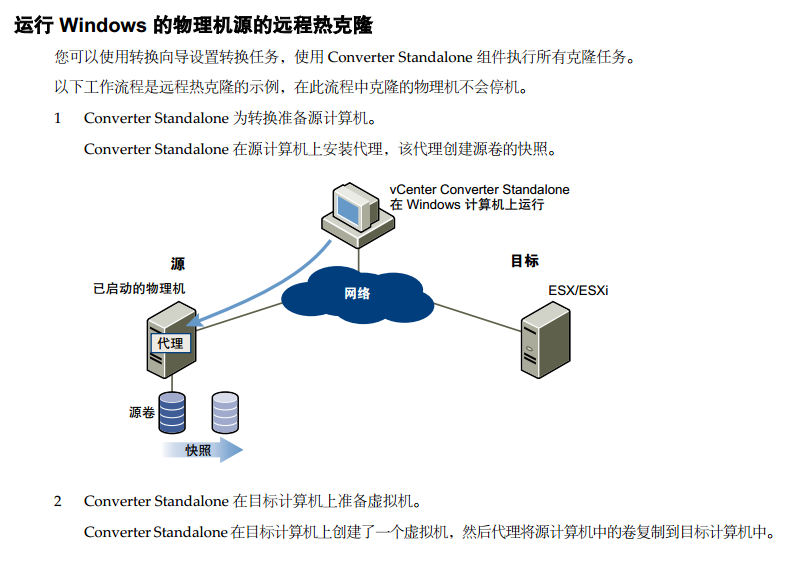 运行 Windows 的物理机源的远程热克隆
您可以使用转换向导设置转换任务，使用 Converter Standalone 组件执行所有克隆任务。
以下工作流程是远程热克隆的示例，在此流程中克隆的物理机不会停机。
1 Converter Standalone 为转换准备源计算机。
Converter Standalone 在源计算机上安装代理，该代理创建源卷的快照。
vCenter Converter Standalone
在 Windows 计算机上运行
源
目标
已启动的物理机
网络
ESX/ESXi
代理
源卷
快照
2 Converter Standalone 在目标计算机上准备虚拟机。
Converter Standalone 在目标计算机上创建了一个虚拟机，然后代理将源计算机中的卷复制到目标计算机中。